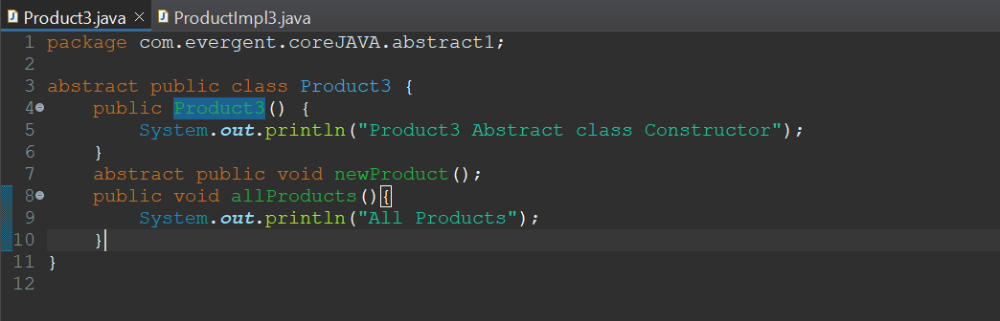 Product3.java × ProductImpl3.java
1 package com.evergent.coreJAVA.abstract1;
2
3 abstract public class Product3 {
4 public Product3() {
5 System.out.println("Product3 Abstract class Constructor");
6 }
7 abstract public void newProduct();
8 public void allProducts(){
9 System.out.println("All Products");
10 }
11 }
12